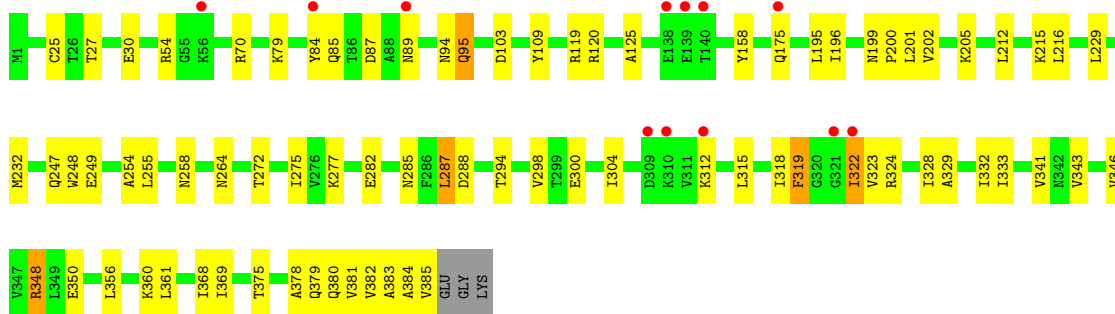 M1 C25 T26 T27 E30 R54 G55 K56 R70 K79 Y84 Q85 T86 D87 A88 N89 N94 Q95 D103 Y109 R119 R120 A125 E138 E139 T140 Y158 Q175 L195 I196 N199 P200 L201 V202 K205 L212 K215 L216 L229
M232 Q247 W248 E249 A254 L255 N258 N264 T272 I275 V276 K277 E282 N285 F286 L287 D288 T294 V298 T299 E300 I304 D309 K310 V311 K312 L315 I318 F319 G320 G321 I322 V323 R324 I328 A329 I332 I333 V341 N342 V343 V346
V347 R348 L349 E350 L356 K360 L361 I368 I369 T375 A378 Q379 Q380 V381 V382 A383 A384 V385 GLU GLY LYS